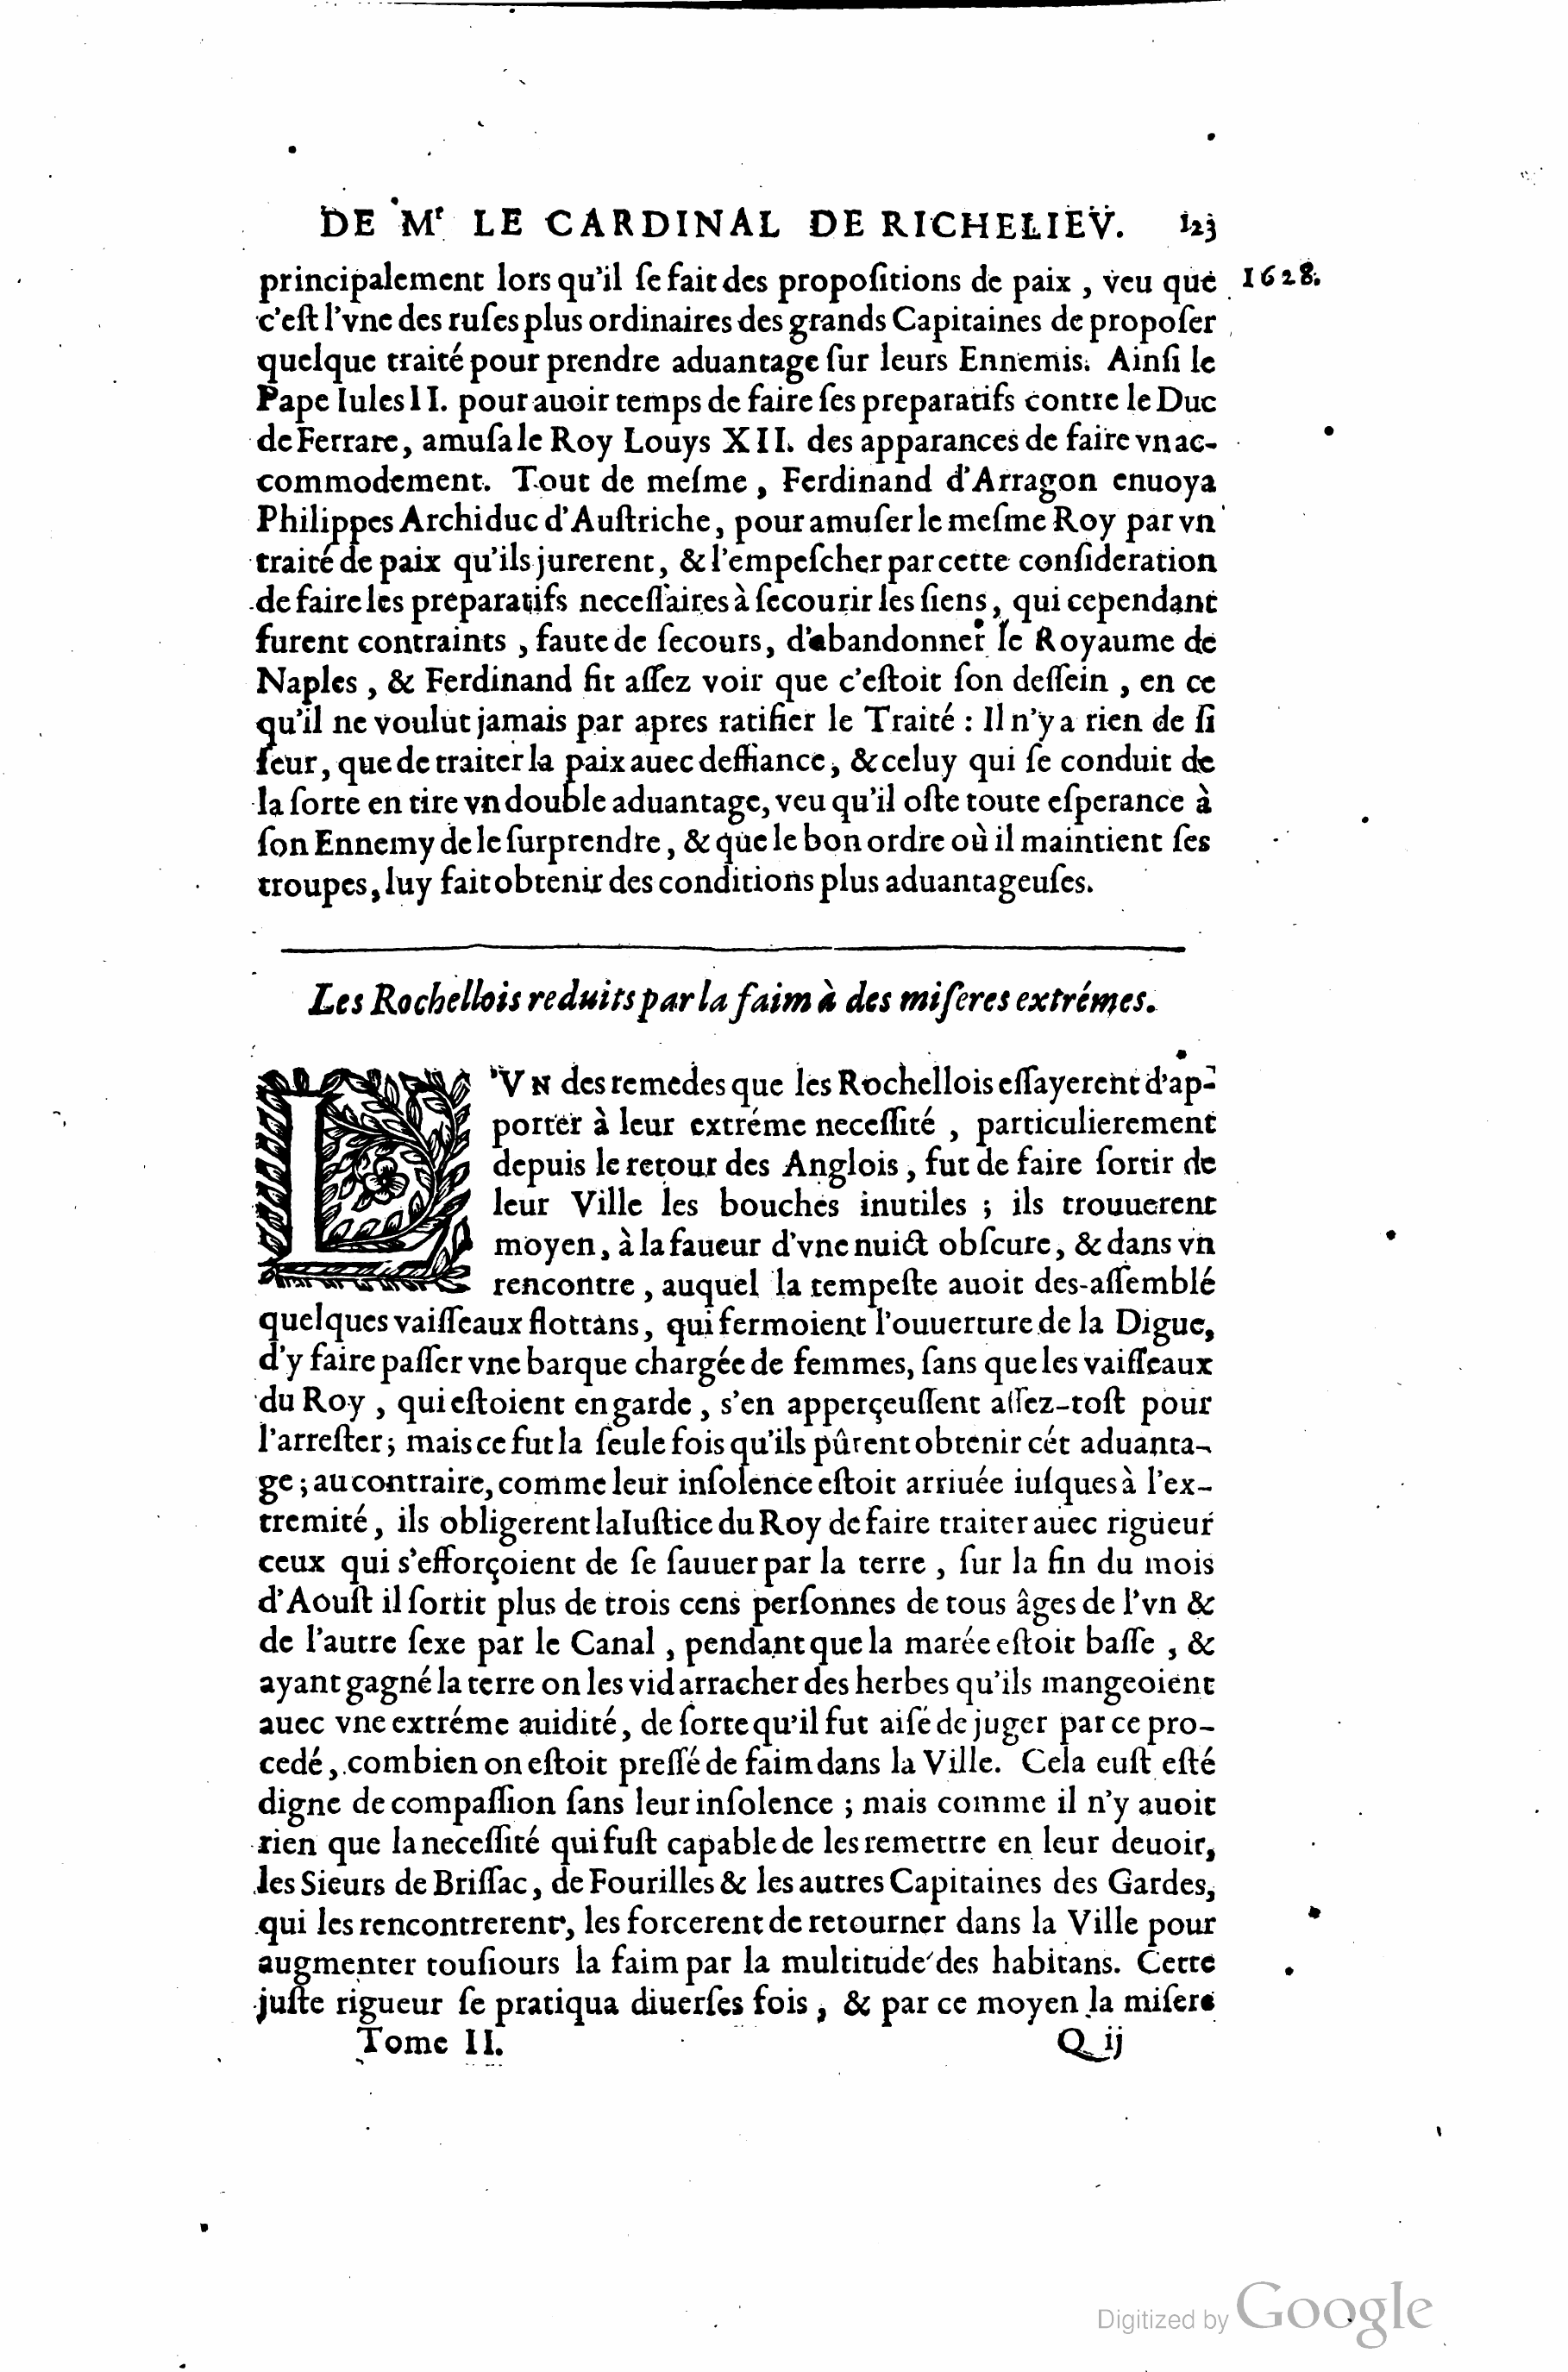 DE Mʳ LE CARDINAL DE RICHELIEV. 123
principalement lors qu'il ſe fait des propoſitions de paix, veu que 1628.
c'eſt l'vne des ruſes plus ordinaires des grands Capitaines de propoſer
quelque traité pour prendre aduantage ſur leurs Ennemis. Ainſi le
Pape Iules II. pour auoir temps de faire ſes preparatifs contre le Duc
de Ferrare, amuſa le Roy Louys XII. des apparances de faire vn ac-
commodement. Tout de meſme, Ferdinand d'Arragon enuoya
Philippes Archiduc d'Auſtriche, pour amuſer le meſme Roy par vn
traité de paix qu'ils jurerent, & l'empeſcher par cette conſideration
de faire les preparatifs neceſſaires à ſecourir les ſiens, qui cependant
furent contraints, faute de ſecours, d'abandonner le Royaume de
Naples, & Ferdinand fit aſſez voir que c'eſtoit ſon deſſein, en ce
qu'il ne voulut jamais par apres ratifier le Traité : Il n'y a rien de ſi
ſeur, que de traiter la paix auec deffiance, & celuy qui ſe conduit de
la ſorte en tire vn double aduantage, veu qu'il oſte toute eſperance à
ſon Ennemy de le ſurprendre, & que le bon ordre où il maintient ſes
troupes, luy fait obtenir des conditions plus aduantageuſes.
Les Rochellois reduits par la faim à des miſeres extrémes.
L'VN des remedes que les Rochellois eſſayerent d'ap-
porter à leur extréme neceſſité, particulierement
depuis le retour des Anglois, fut de faire ſortir de
leur Ville les bouches inutiles ; ils trouuerent
moyen, à la faueur d'vne nuict obſcure, & dans vn
rencontre, auquel la tempeſte auoit des-aſſemblé
quelques vaiſſeaux flottans, qui fermoient l'ouuerture de la Digue,
d'y faire paſſer vne barque chargée de femmes, ſans que les vaiſſeaux
du Roy, qui eſtoient en garde, s'en apperçeuſſent aſſez-toſt pour
l'arreſter ; mais ce fut la ſeule fois qu'ils pûrent obtenir cét aduanta-
ge ; au contraire, comme leur inſolence eſtoit arriuée iuſques à l'ex-
tremité, ils obligerent la Iuſtice du Roy de faire traiter auec rigueur
ceux qui s'efforçoient de ſe ſauuer par la terre, ſur la fin du mois
d'Aouſt il ſortit plus de trois cens perſonnes de tous âges de l'vn &
de l'autre ſexe par le Canal, pendant que la marée eſtoit baſſe, &
ayant gagné la terre on les vid arracher des herbes qu'ils mangeoient
auec vne extréme auidité, de ſorte qu'il fut aiſé de juger par ce pro-
cedé, combien on eſtoit preſſé de faim dans la Ville. Cela euſt eſté
digne de compaſſion ſans leur inſolence ; mais comme il n'y auoit
rien que la neceſſité qui fuſt capable de les remettre en leur deuoir,
les Sieurs de Briſſac, de Fourilles & les autres Capitaines des Gardes,
qui les rencontrerent, les forcerent de retourner dans la Ville pour
augmenter touſiours la faim par la multitude des habitans. Cette
juſte rigueur ſe pratiqua diuerſes fois, & par ce moyen la miſere
Tome II. Q ij
Digitized by Google